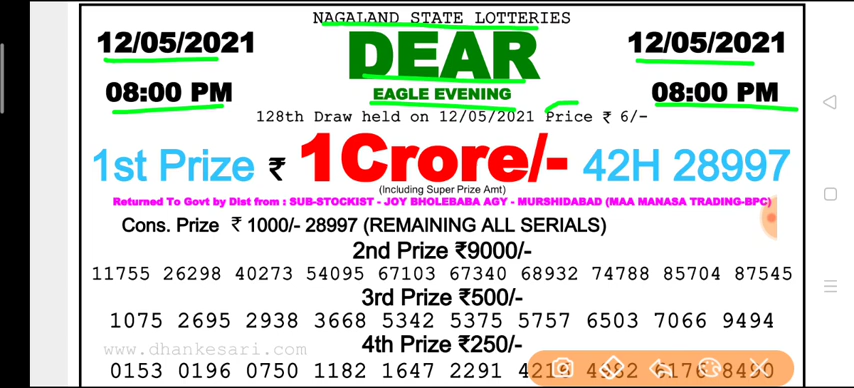 NAGALAND STATE LOTTERIES
12/05/2021 DEAR 12/05/2021
08:00 PM EAGLE EVENING 08:00 PM
128th Draw held on 12/05/2021 Price ₹ 6/-
1st Prize ₹ 1Crore/- 42H 28997
(Including Super Prize Amt)
Returned To Govt by Dist from : SUB-STOCKIST - JOY BHOLEBABA AGY - MURSHIDABAD (MAA MANASA TRADING-BPC)
Cons. Prize ₹ 1000/- 28997 (REMAINING ALL SERIALS)
2nd Prize ₹9000/-
11755 26298 40273 54095 67103 67340 68932 74788 85704 87545
3rd Prize ₹500/-
1075 2695 2938 3668 5342 5375 5757 6503 7066 9494
www.dhankesari.com 4th Prize ₹250/-
0153 0196 0750 1182 1647 2291 6176 8490